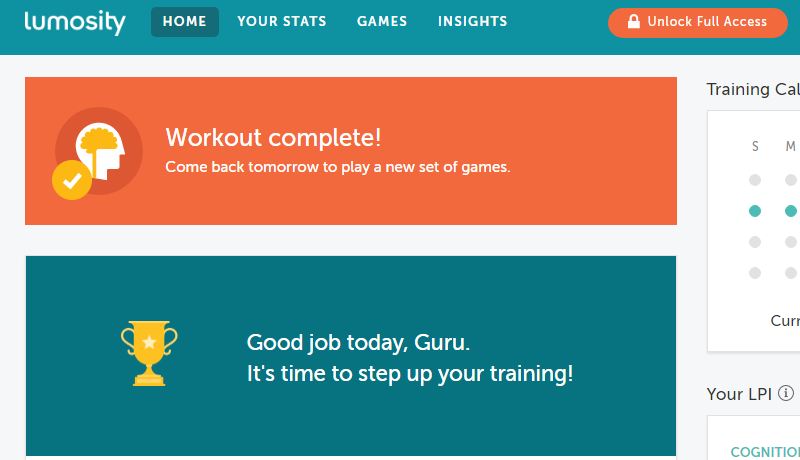 lumosity
HOME
YOUR STATS
GAMES
INSIGHTS
Unlock Full Access
Workout complete!
Come back tomorrow to play a new set of games.
Good job today, Guru.
It's time to step up your training!
Training Cal
S M
Curr
Your LPI
COGNITIO